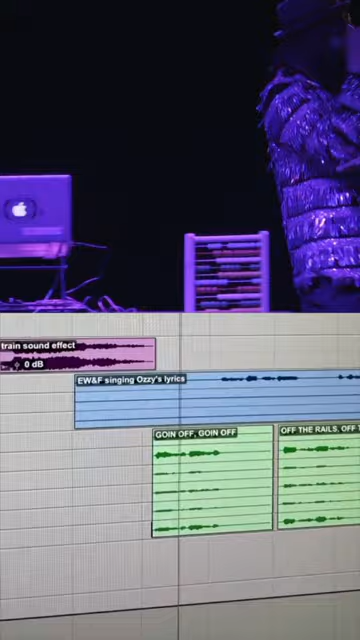 train sound effect
0 dB
EW&F singing Ozzy's lyrics
GOIN OFF, GOIN OFF
OFF THE RAILS, OFF T